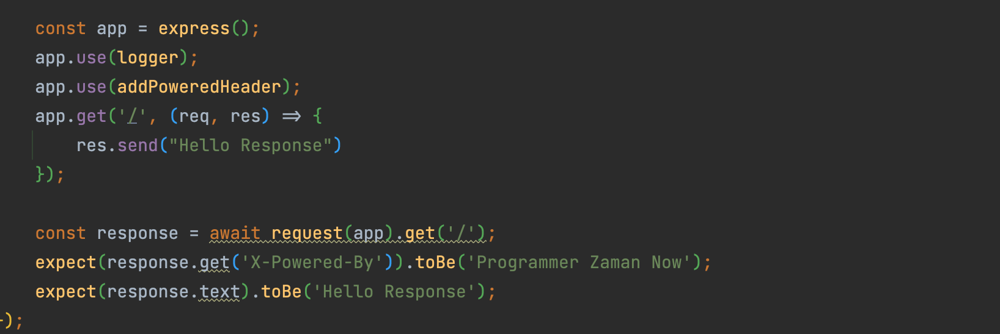 const app = express();
app.use(logger);
app.use(addPoweredHeader);
app.get('/', (req, res) => {
    res.send("Hello Response")
});

const response = await request(app).get('/');
expect(response.get('X-Powered-By')).toBe('Programmer Zaman Now');
expect(response.text).toBe('Hello Response');
});